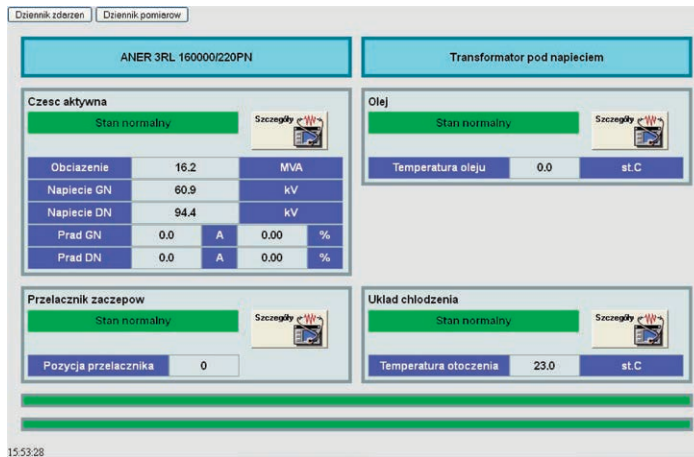 Dziennik zdarzen Dziennik pomiarow
ANER 3RL 160000/220PN
Transformator pod napieciem
Czesc aktywna
Stan normalny
Szczegóły
Obciazenie 16.2 MVA
Napiecie GN 60.9 kV
Napiecie DN 94.4 kV
Prad GN 0.0 A 0.00 %
Prad DN 0.0 A 0.00 %
Olej
Stan normalny
Szczegóły
Temperatura oleju 0.0 st.C
Przelacznik zaczepow
Stan normalny
Szczegóły
Pozycja przelacznika 0
Uklad chlodzenia
Stan normalny
Szczegóły
Temperatura otoczenia 23.0 st.C
15:53:28